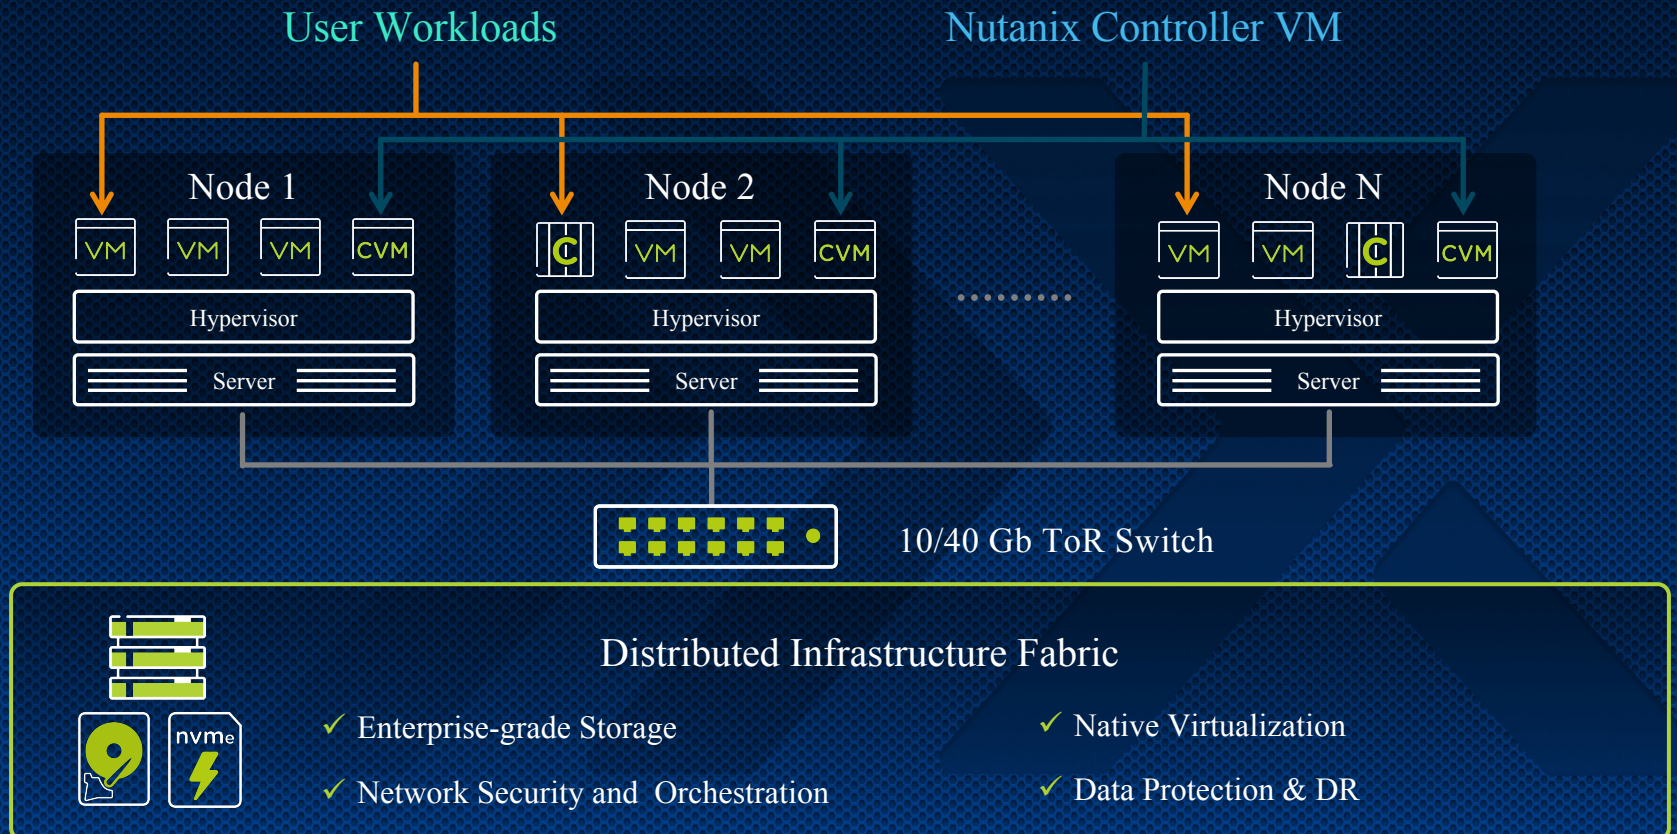 User Workloads
Nutanix Controller VM
Node 1
Node 2
Node N
VM VM VM CVM
C VM VM CVM
VM VM C CVM
Hypervisor
Hypervisor
Hypervisor
Server
Server
Server
10/40 Gb ToR Switch
Distributed Infrastructure Fabric
nvme
✓ Enterprise-grade Storage
✓ Native Virtualization
✓ Network Security and Orchestration
✓ Data Protection & DR